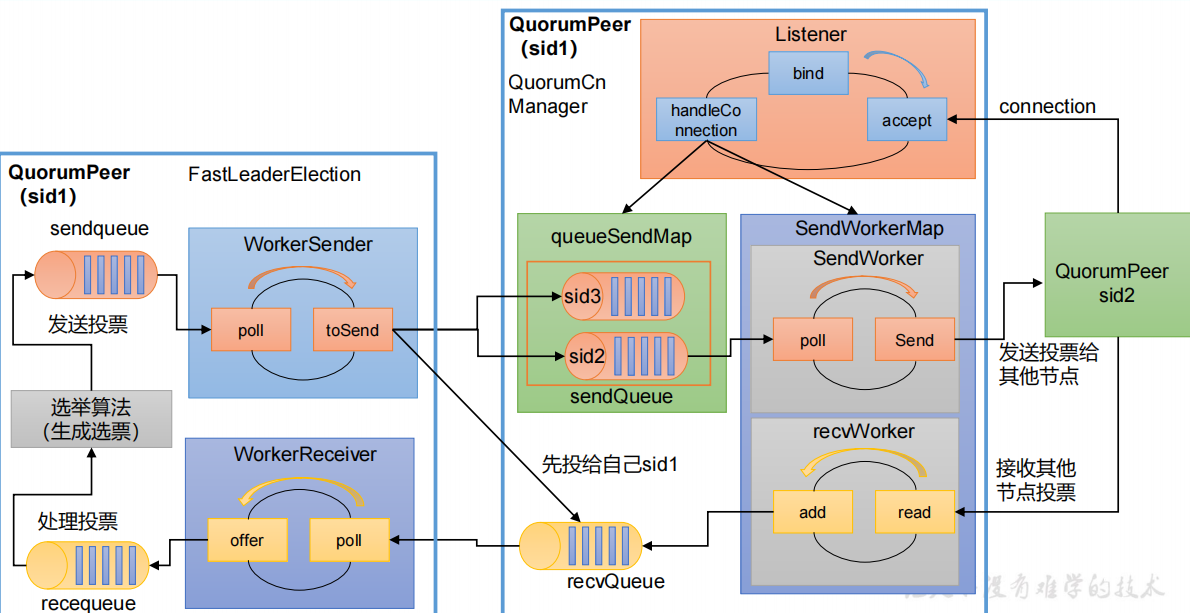 QuorumPeer
（sid1）
FastLeaderElection
sendqueue
发送投票
WorkerSender
poll
toSend
选举算法
（生成选票）
WorkerReceiver
offer
poll
处理投票
recequeue
QuorumPeer
（sid1）
QuorumCn
Manager
Listener
bind
handleCo
nnection
accept
connection
queueSendMap
sid3
sid2
sendQueue
SendWorkerMap
SendWorker
poll
Send
QuorumPeer
sid2
发送投票给
其他节点
先投给自己sid1
recvWorker
add
read
接收其他
节点投票
recvQueue
没有难学的技术